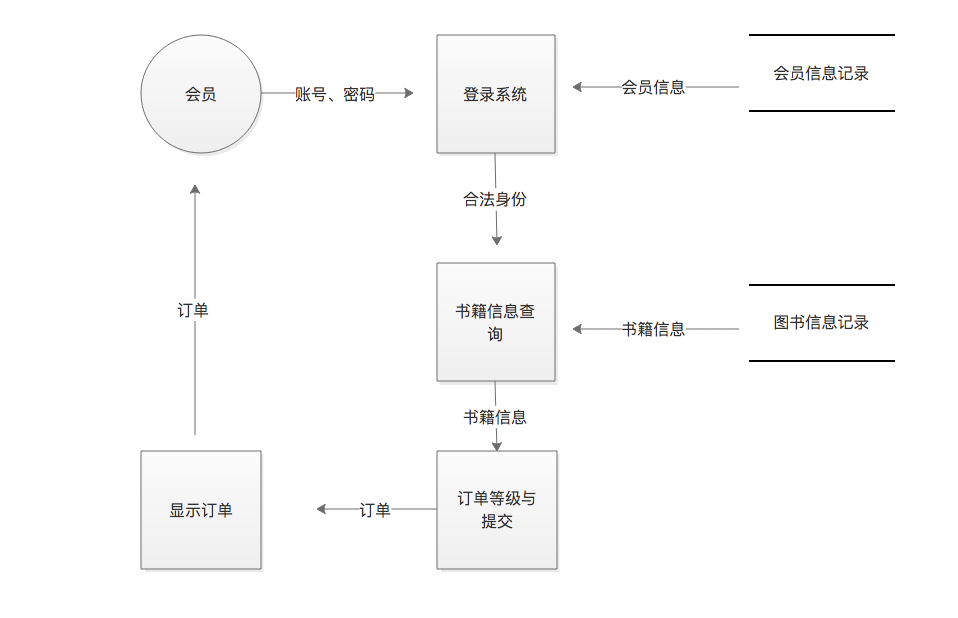 会员
账号、密码
登录系统
会员信息
会员信息记录
合法身份
订单
书籍信息查
询
书籍信息
图书信息记录
书籍信息
显示订单
订单
订单等级与
提交